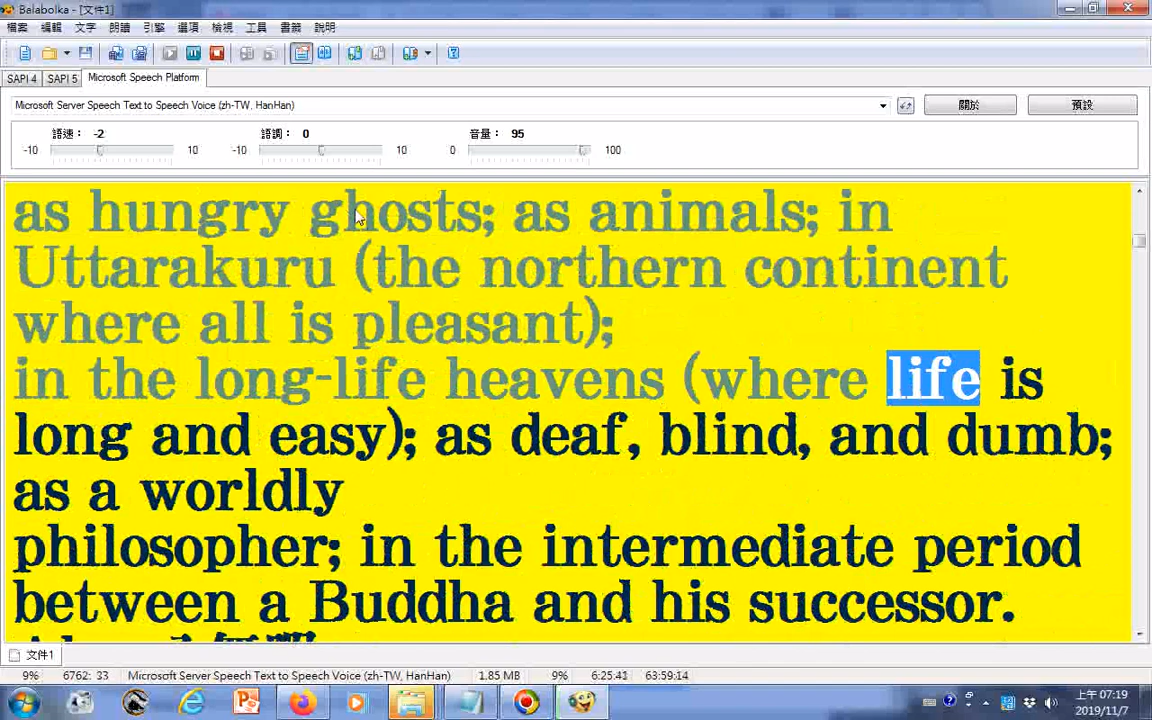 Balabolka - [文件1]
檔案 編輯 文字 朗讀 引擎 選項 檢視 工具 書籤 說明
SAPI 4 SAPI 5 Microsoft Speech Platform
Microsoft Server Speech Text to Speech Voice (zh-TW, HanHan) 關於 預設
語速： -2 語調： 0 音量： 95
-10 10 -10 10 0 100
as hungry ghosts; as animals; in
Uttarakuru (the northern continent
where all is pleasant);
in the long-life heavens (where life is
long and easy); as deaf, blind, and dumb;
as a worldly
philosopher; in the intermediate period
between a Buddha and his successor.
文件1
9% 6762: 33 Microsoft Server Speech Text to Speech Voice (zh-TW, HanHan) 1.85 MB 9% 6:25:41 63:59:14
上午 07:19
2019/11/7